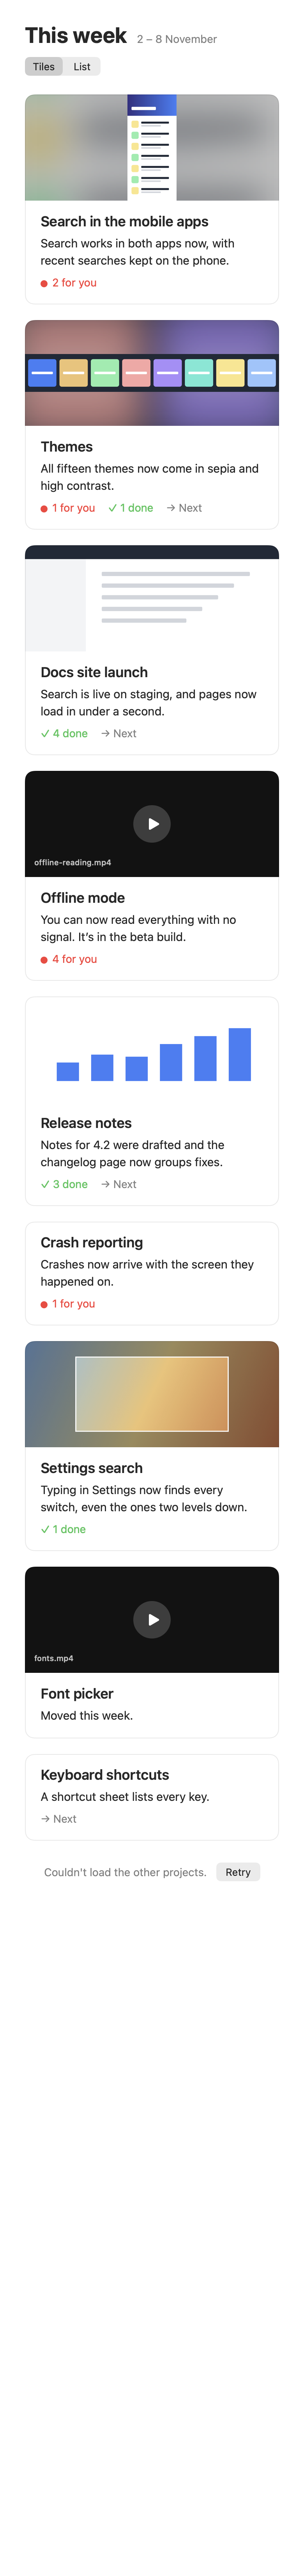 This week 2 – 8 November
Tiles List
Search in the mobile apps
Search works in both apps now, with
recent searches kept on the phone.
2 for you
Themes
All fifteen themes now come in sepia and
high contrast.
1 for you ✓ 1 done → Next
Docs site launch
Search is live on staging, and pages now
load in under a second.
✓ 4 done → Next
offline-reading.mp4
Offline mode
You can now read everything with no
signal. It’s in the beta build.
4 for you
Release notes
Notes for 4.2 were drafted and the
changelog page now groups fixes.
✓ 3 done → Next
Crash reporting
Crashes now arrive with the screen they
happened on.
1 for you
Settings search
Typing in Settings now finds every
switch, even the ones two levels down.
✓ 1 done
fonts.mp4
Font picker
Moved this week.
Keyboard shortcuts
A shortcut sheet lists every key.
→ Next
Couldn't load the other projects. Retry